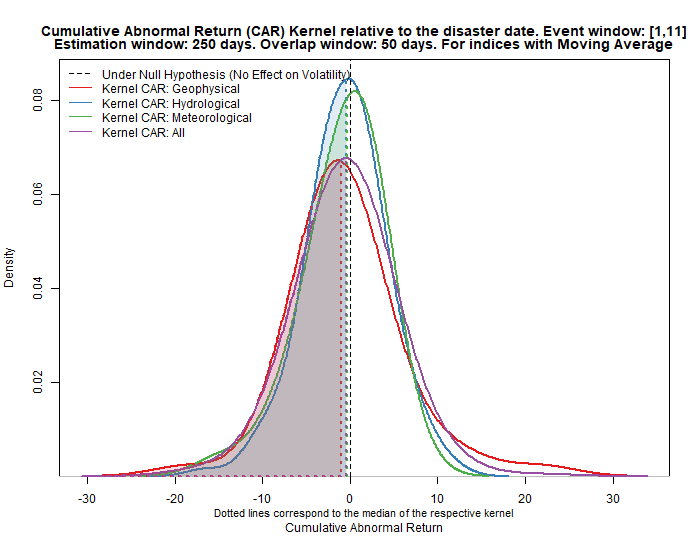 Cumulative Abnormal Return (CAR) Kernel relative to the disaster date. Event window: [1,11]
Estimation window: 250 days. Overlap window: 50 days. For indices with Moving Average
Under Null Hypothesis (No Effect on Volatility)
Kernel CAR: Geophysical
Kernel CAR: Hydrological
Kernel CAR: Meteorological
Kernel CAR: All
Density
0.08
0.06
0.04
0.02
-30 -20 -10 0 10 20 30
Dotted lines correspond to the median of the respective kernel
Cumulative Abnormal Return